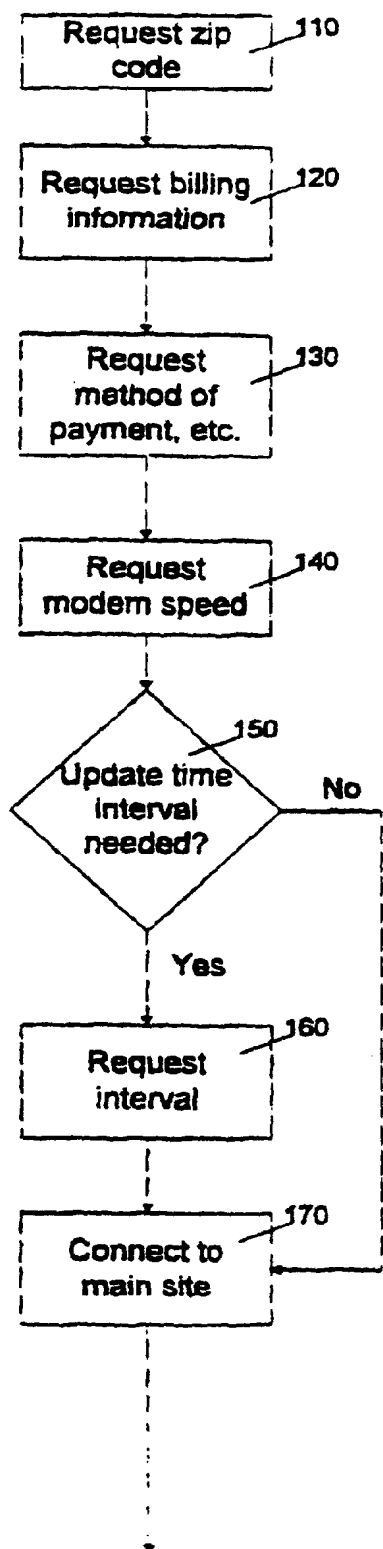 Request zip
code
110
Request billing
information
120
Request
method of
payment, etc.
130
Request
modem speed
140
Update time
interval
needed?
150
No
Yes
Request
interval
160
Connect to
main site
170